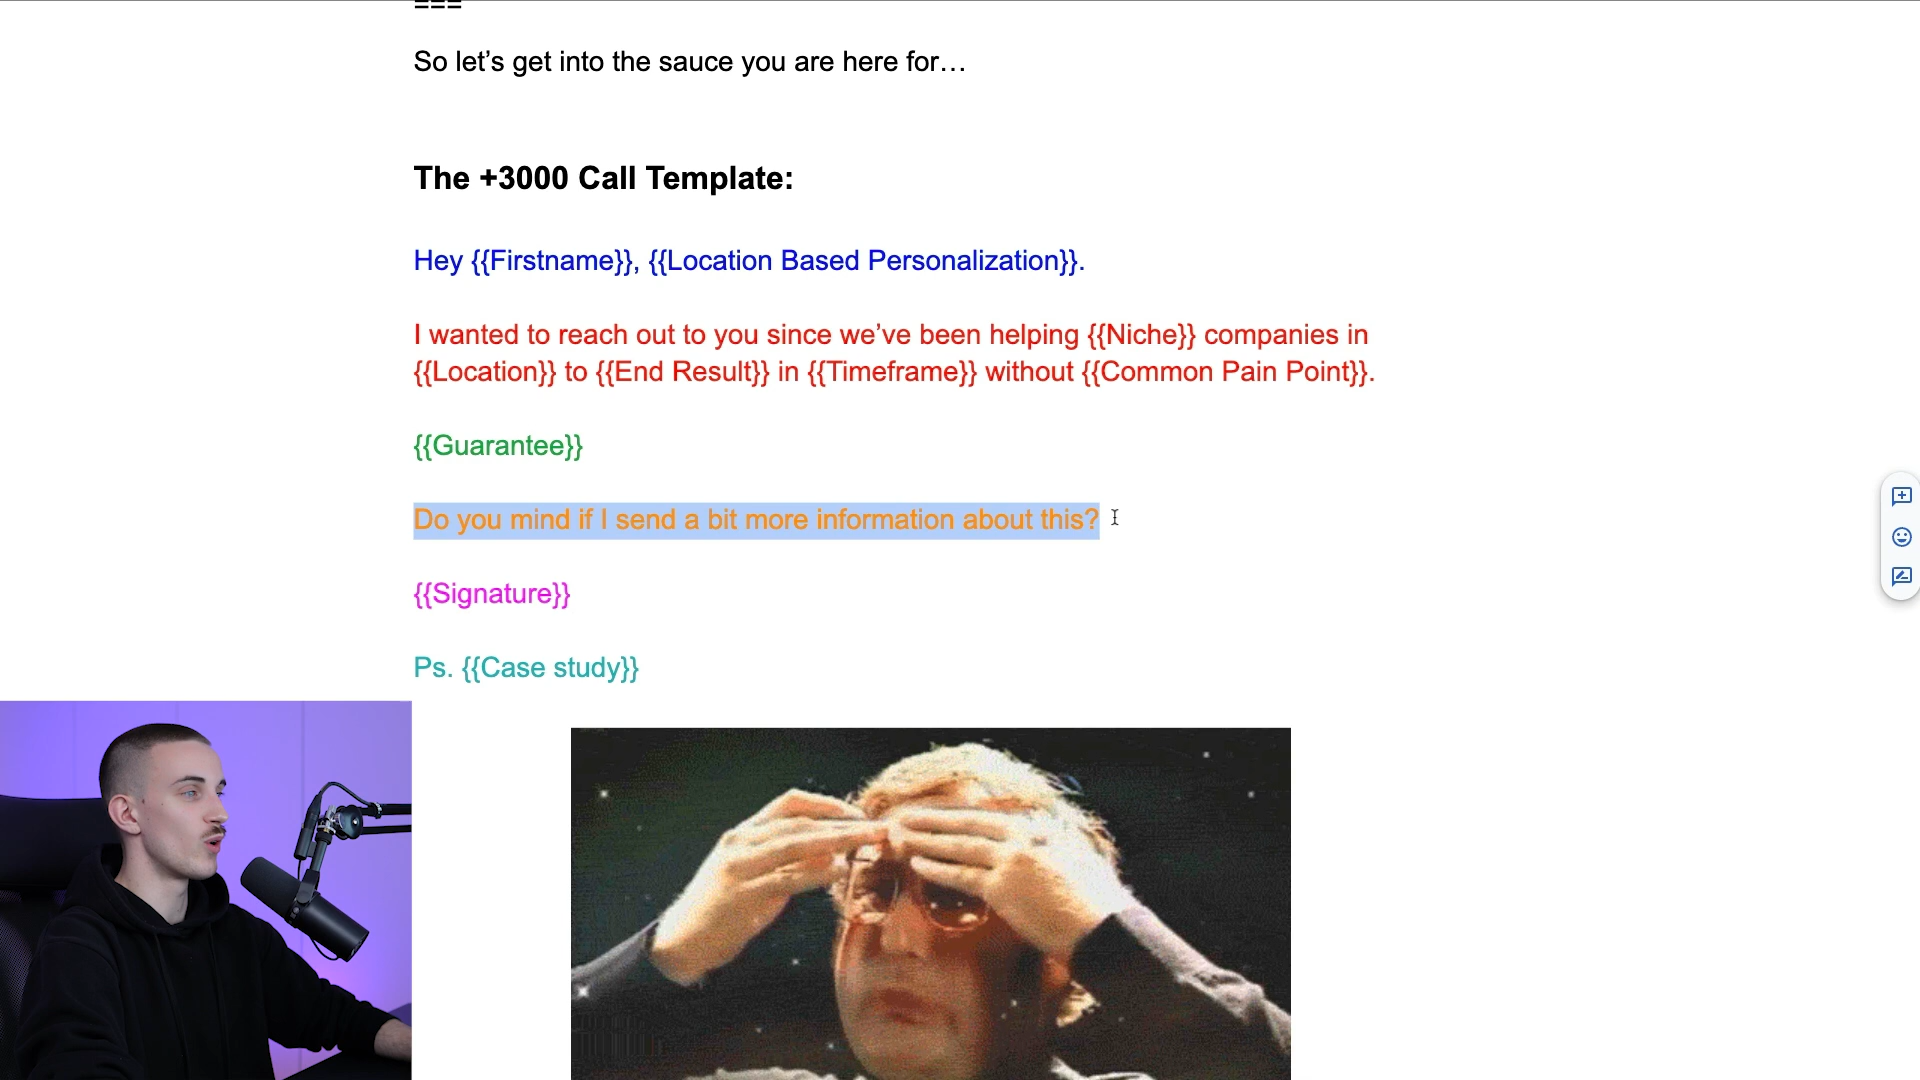 ===
So let’s get into the sauce you are here for…
The +3000 Call Template:
Hey {{Firstname}}, {{Location Based Personalization}}.
I wanted to reach out to you since we’ve been helping {{Niche}} companies in
{{Location}} to {{End Result}} in {{Timeframe}} without {{Common Pain Point}}.
{{Guarantee}}
Do you mind if I send a bit more information about this?
{{Signature}}
Ps. {{Case study}}